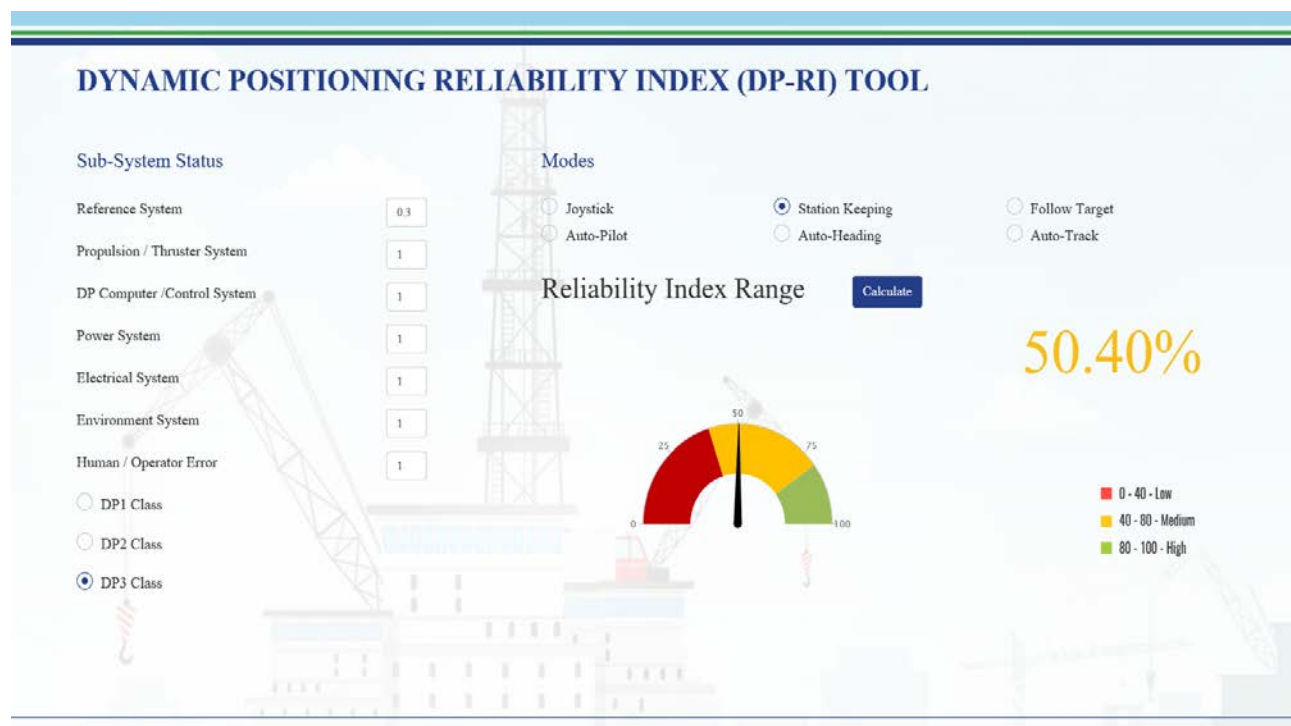 DYNAMIC POSITIONING RELIABILITY INDEX (DP-RI) TOOL
Sub-System Status
Reference System 0.3
Propulsion / Thruster System 1
DP Computer /Control System 1
Power System 1
Electrical System 1
Environment System 1
Human / Operator Error 1
DP1 Class
DP2 Class
DP3 Class
Modes
Joystick Station Keeping Follow Target
Auto-Pilot Auto-Heading Auto-Track
Reliability Index Range Calculate
50.40%
50
25 75
0 100
0 - 40 - Low
40 - 80 - Medium
80 - 100 - High